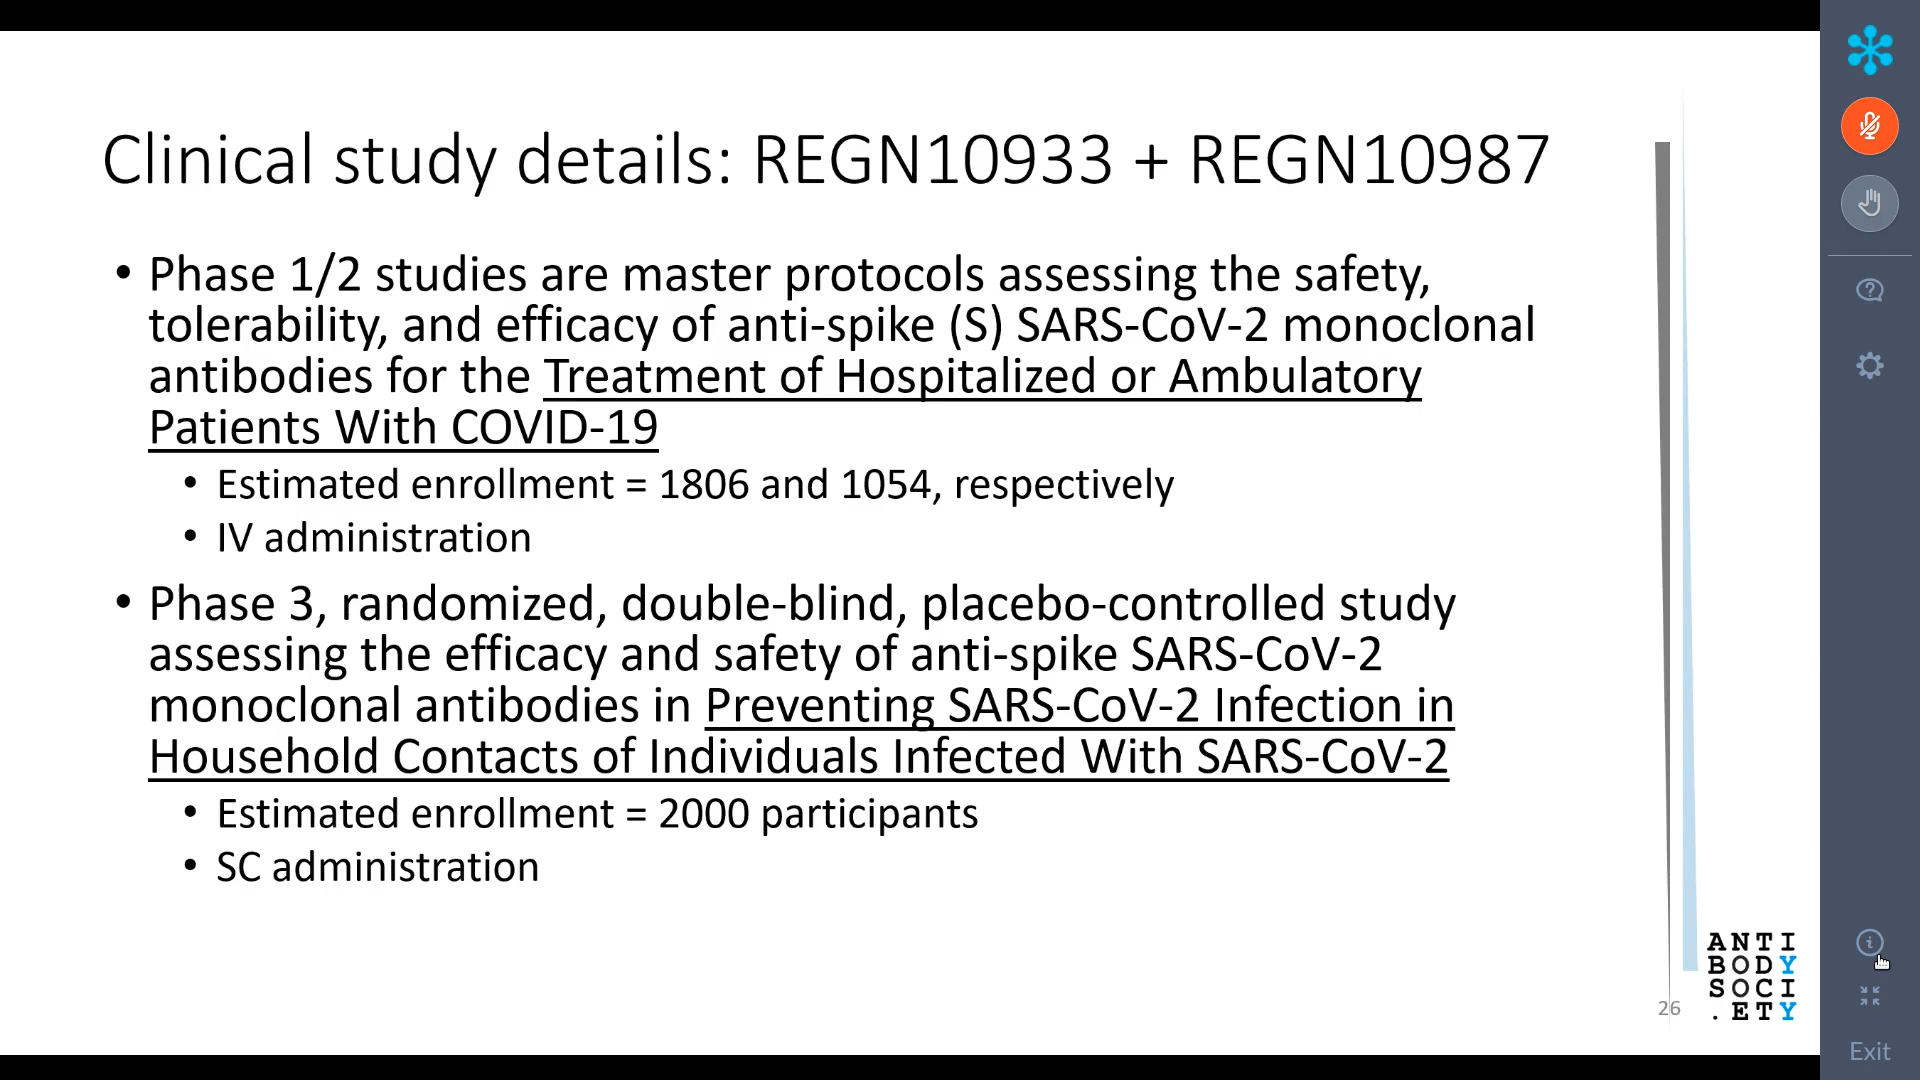 Clinical study details: REGN10933 + REGN10987
• Phase 1/2 studies are master protocols assessing the safety,
tolerability, and efficacy of anti-spike (S) SARS-CoV-2 monoclonal
antibodies for the Treatment of Hospitalized or Ambulatory
Patients With COVID-19
• Estimated enrollment = 1806 and 1054, respectively
• IV administration
• Phase 3, randomized, double-blind, placebo-controlled study
assessing the efficacy and safety of anti-spike SARS-CoV-2
monoclonal antibodies in Preventing SARS-CoV-2 Infection in
Household Contacts of Individuals Infected With SARS-CoV-2
• Estimated enrollment = 2000 participants
• SC administration
26
ANTI
BODY
SOCI
.ETY
Exit